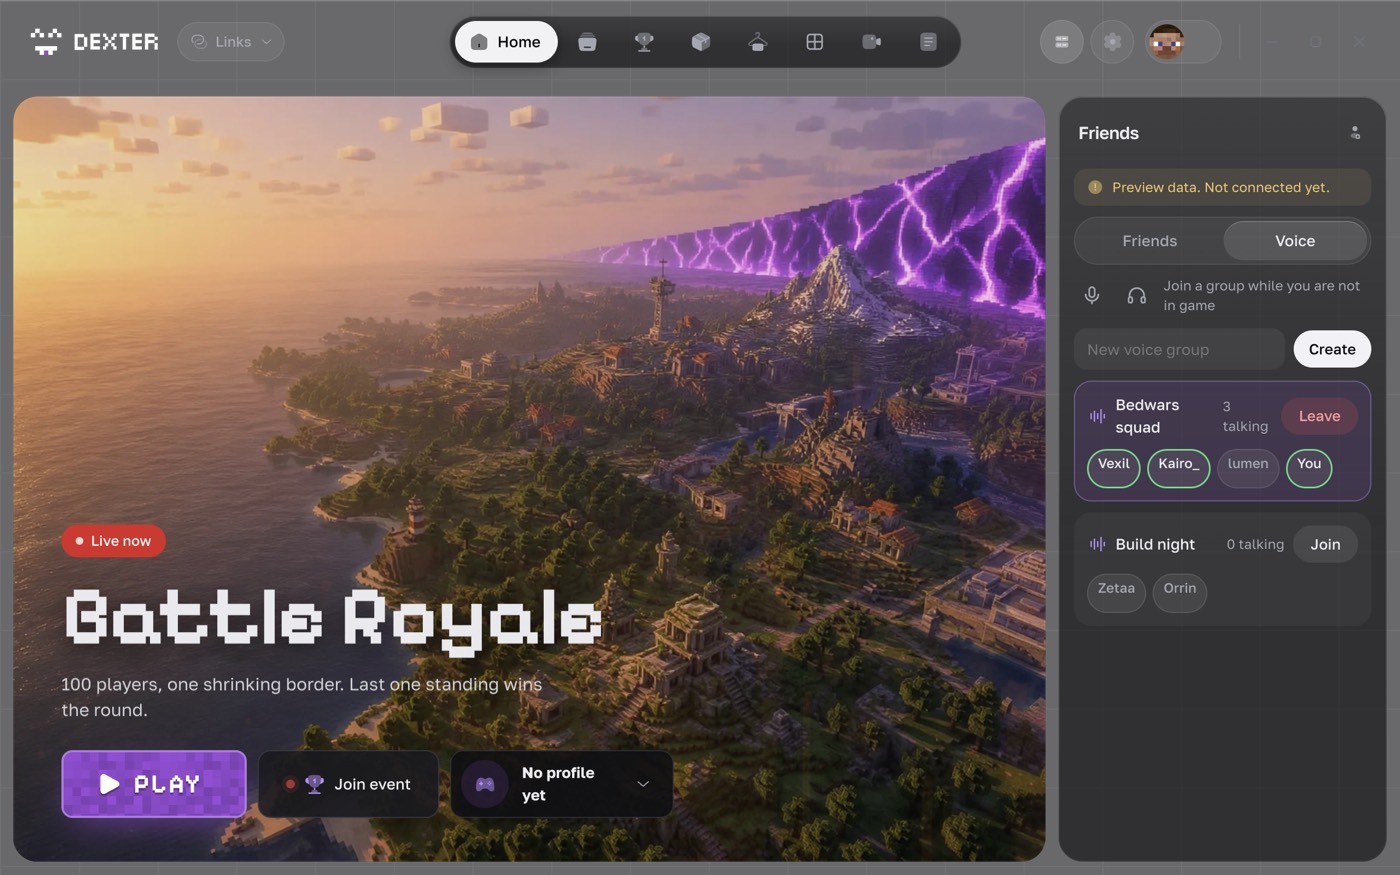 DEXTER
Links
Home
Friends
Preview data. Not connected yet.
Friends
Voice
Join a group while you are not
in game
New voice group
Create
Bedwars
squad
3
talking
Leave
Vexil
Kairo_
lumen
You
Build night
0 talking
Join
Zetaa
Orrin
Live now
Battle Royale
100 players, one shrinking border. Last one standing wins
the round.
PLAY
Join event
No profile
yet